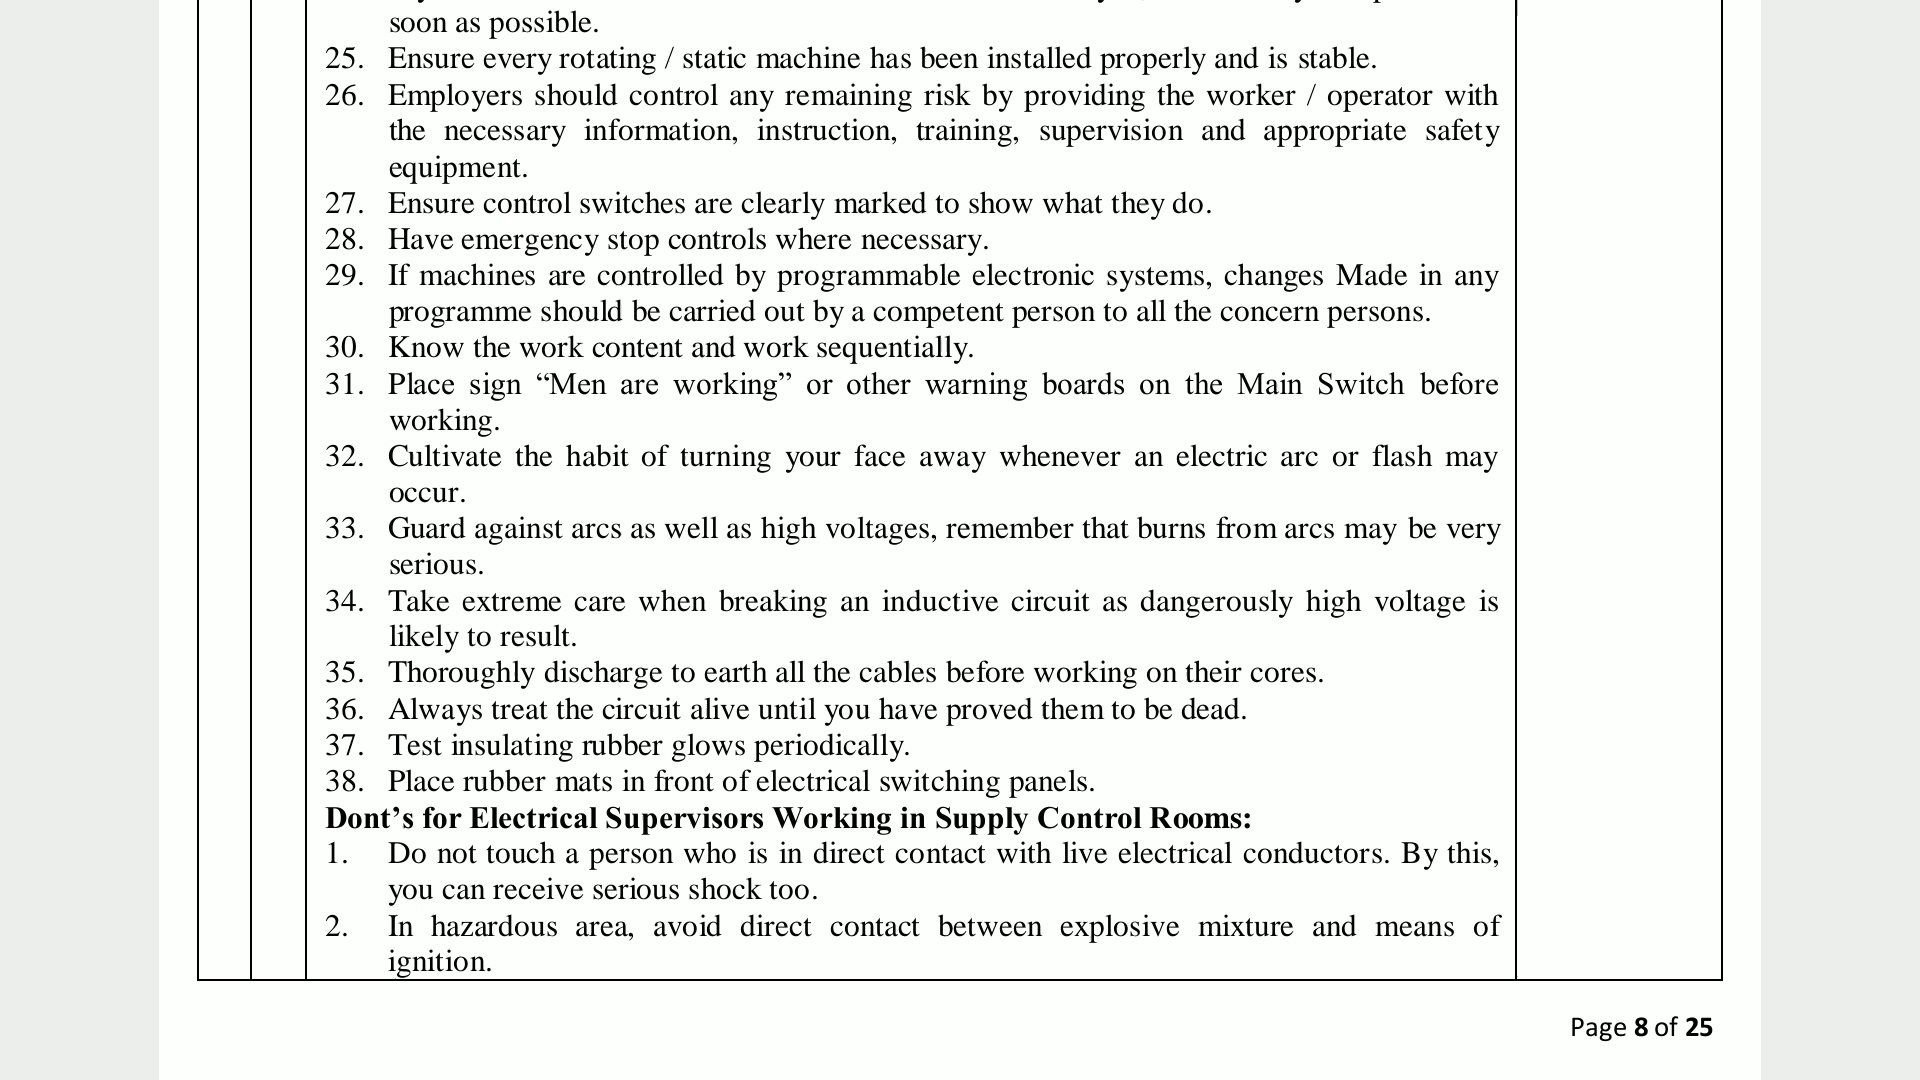 soon as possible.
25. Ensure every rotating / static machine has been installed properly and is stable.
26. Employers should control any remaining risk by providing the worker / operator with
the necessary information, instruction, training, supervision and appropriate safety
equipment.
27. Ensure control switches are clearly marked to show what they do.
28. Have emergency stop controls where necessary.
29. If machines are controlled by programmable electronic systems, changes Made in any
programme should be carried out by a competent person to all the concern persons.
30. Know the work content and work sequentially.
31. Place sign “Men are working” or other warning boards on the Main Switch before
working.
32. Cultivate the habit of turning your face away whenever an electric arc or flash may
occur.
33. Guard against arcs as well as high voltages, remember that burns from arcs may be very
serious.
34. Take extreme care when breaking an inductive circuit as dangerously high voltage is
likely to result.
35. Thoroughly discharge to earth all the cables before working on their cores.
36. Always treat the circuit alive until you have proved them to be dead.
37. Test insulating rubber glows periodically.
38. Place rubber mats in front of electrical switching panels.
Dont’s for Electrical Supervisors Working in Supply Control Rooms:
1. Do not touch a person who is in direct contact with live electrical conductors. By this,
you can receive serious shock too.
2. In hazardous area, avoid direct contact between explosive mixture and means of
ignition.
Page 8 of 25